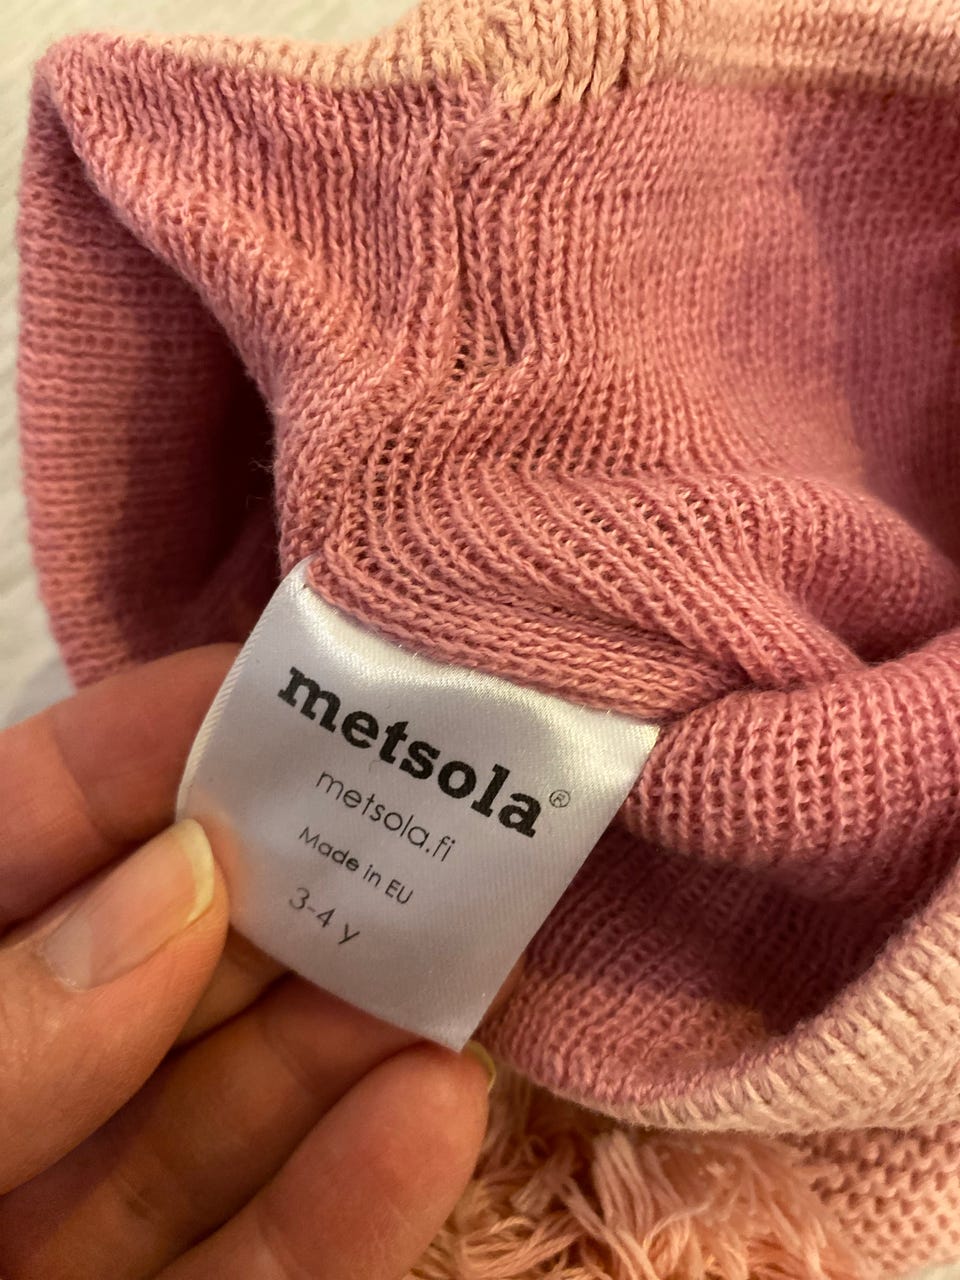 metsola®
metsola.fi
Made in EU
3-4 y